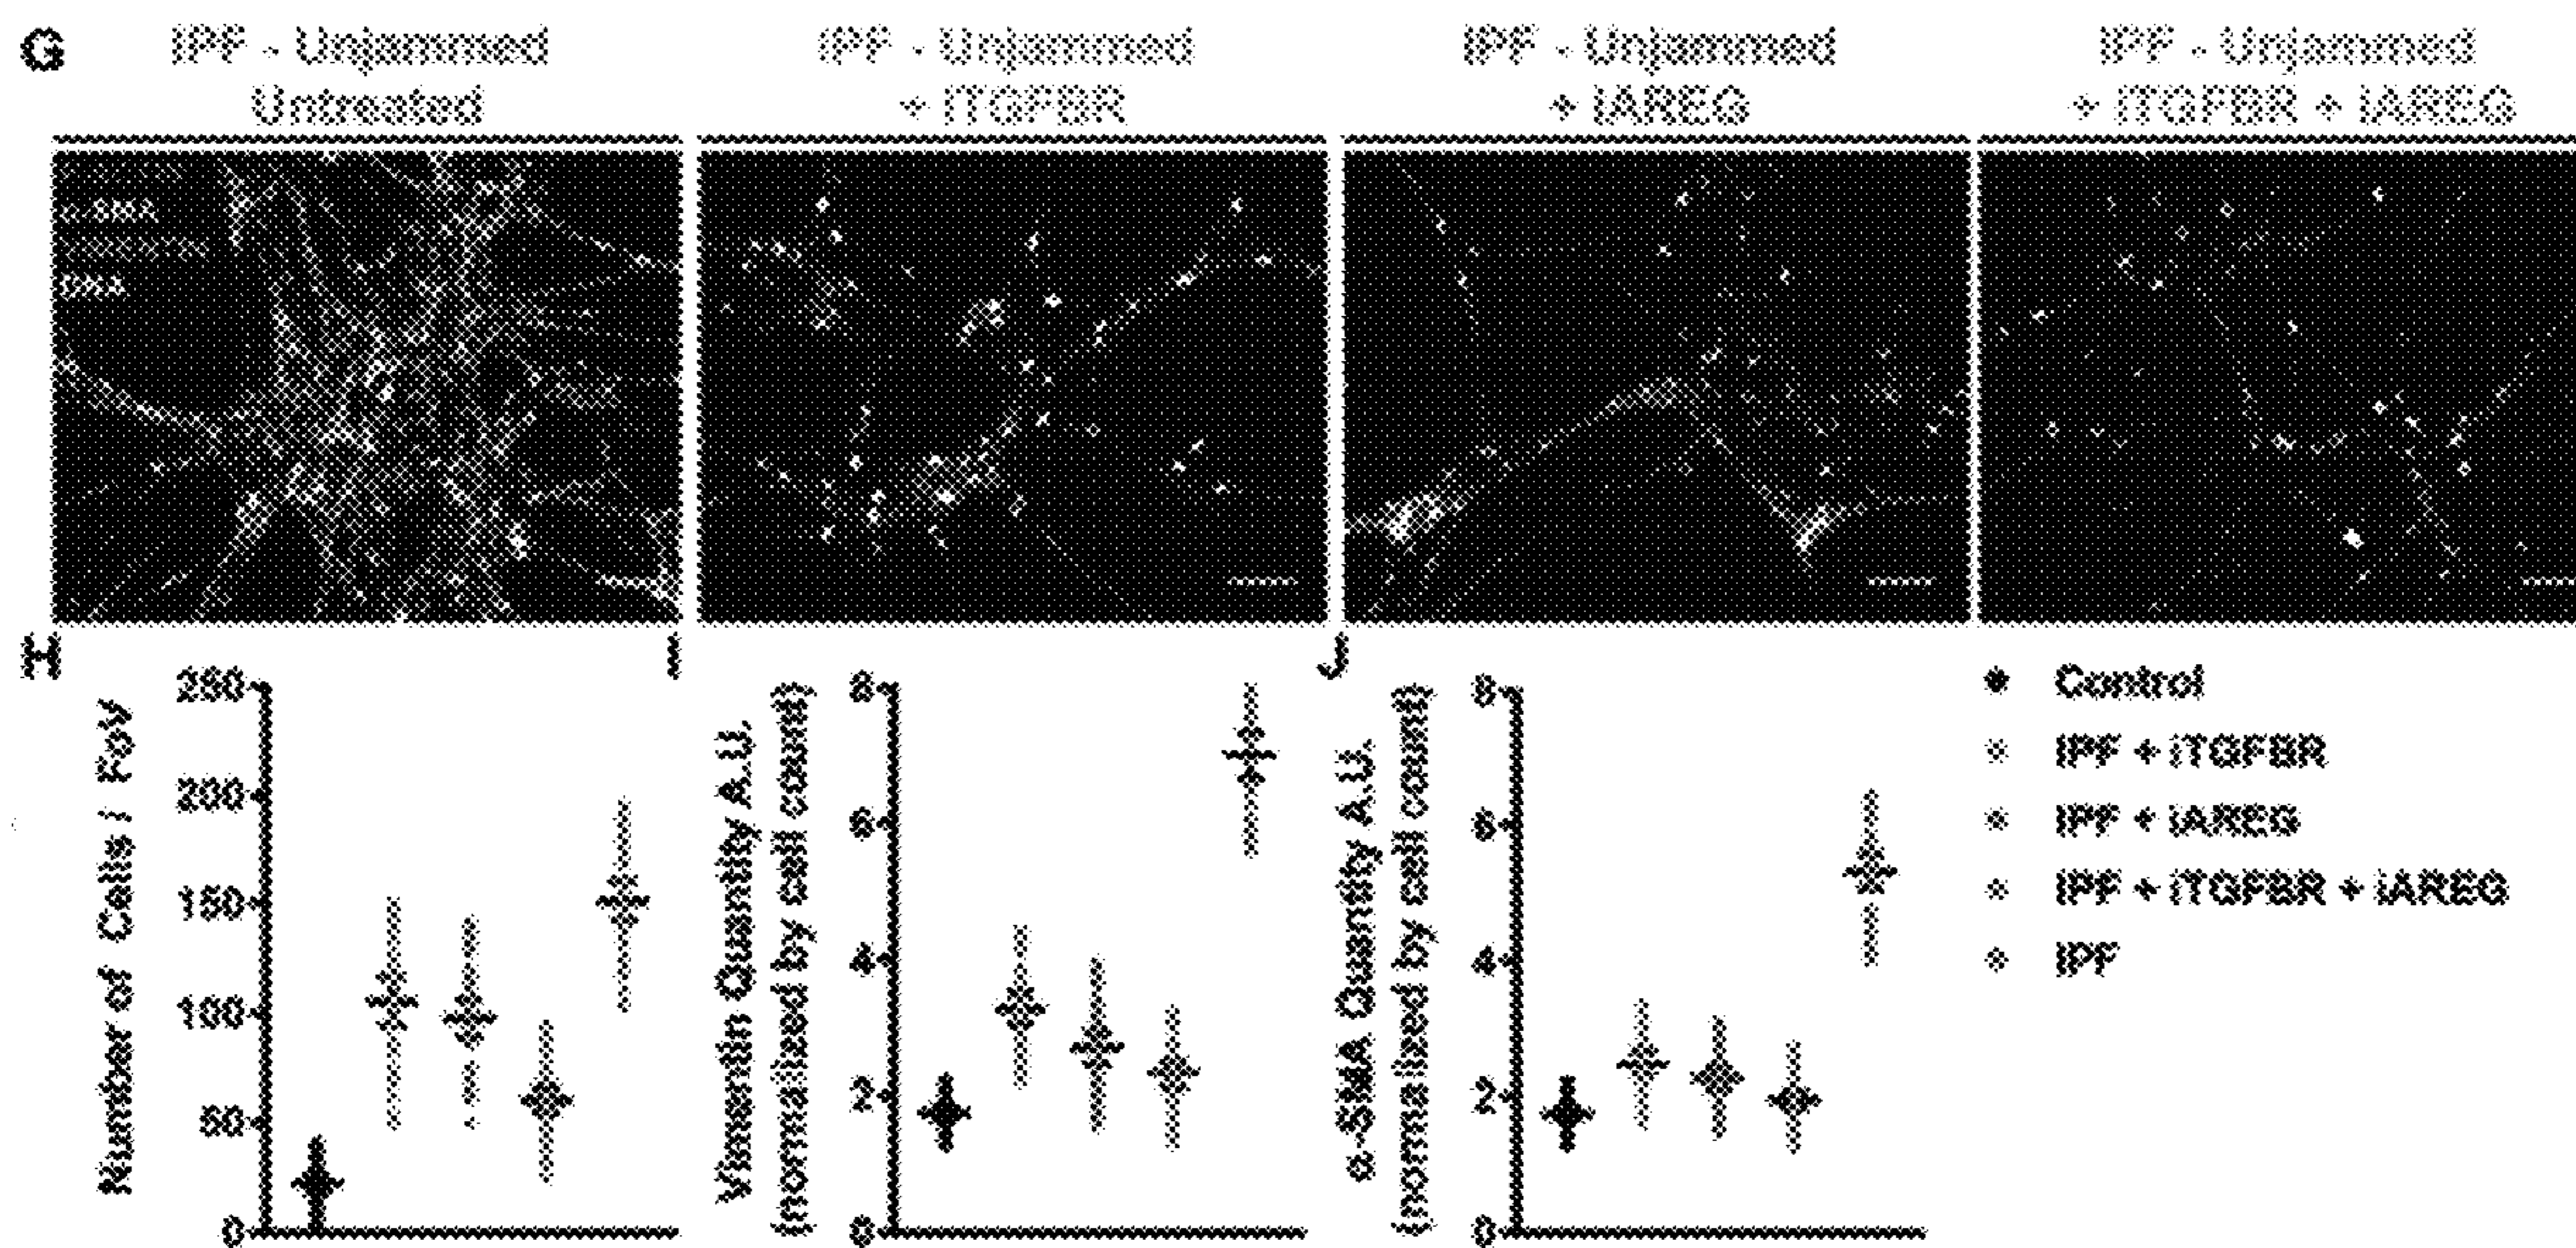 G
IPF - Unjammed
Untreated
IPF - Unjammed
+ iTGFBR
IPF - Unjammed
+ iAREG
IPF - Unjammed
+ iTGFBR + iAREG
α-SMA
DNA
H
Number of Cells / FoV
250
200
150
100
50
0
I
Vimentin Quantity A.U.
(normalized by cell count)
8
6
4
2
0
J
α-SMA Quantity A.U.
(normalized by cell count)
8
6
4
2
0
Control
IPF + iTGFBR
IPF + iAREG
IPF + iTGFBR + iAREG
IPF